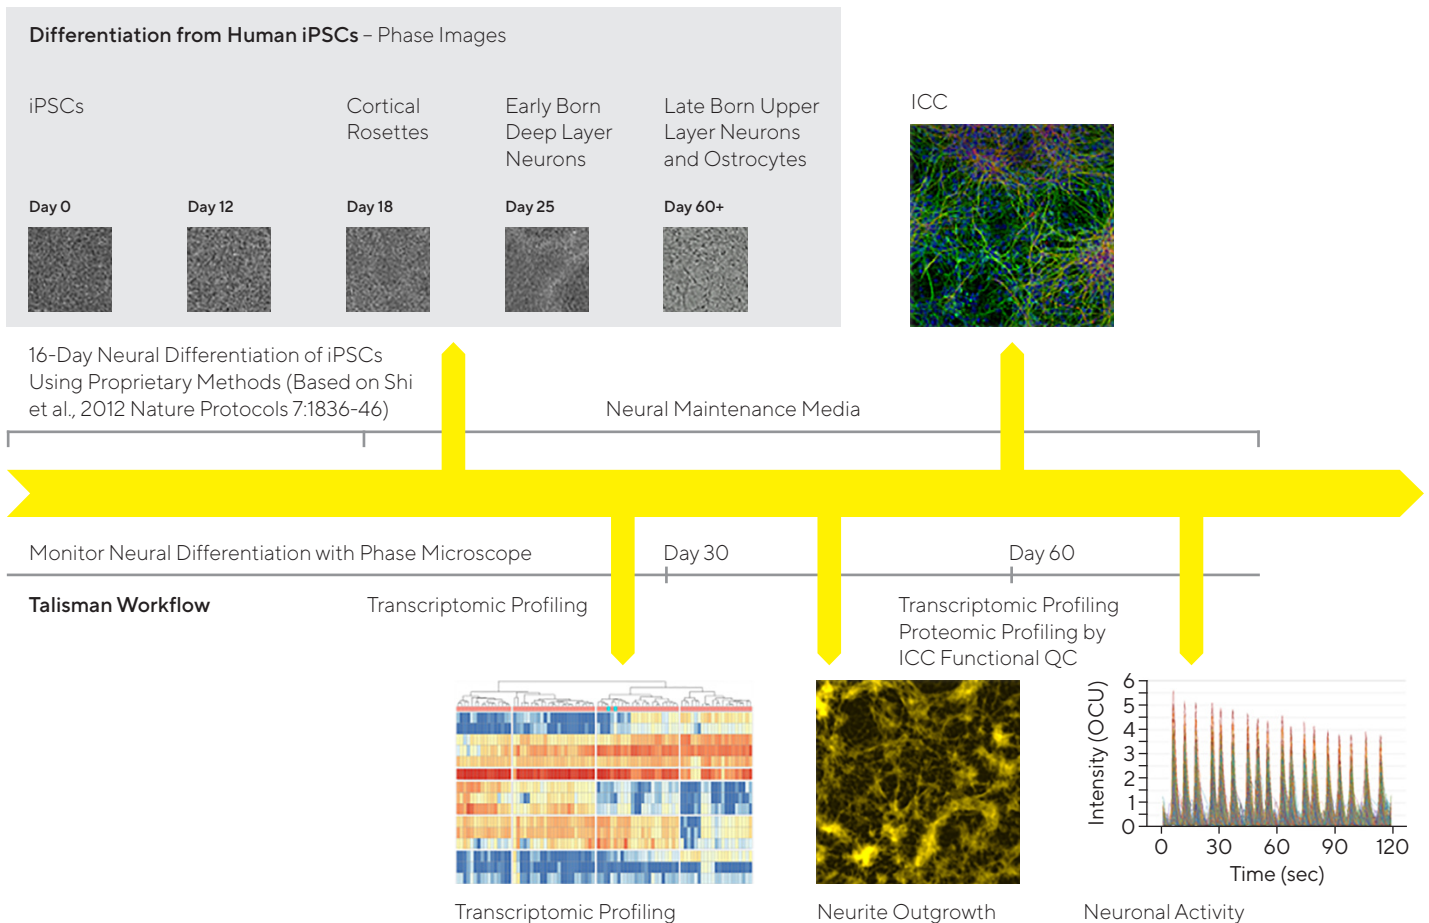 Differentiation from Human iPSCs – Phase Images
iPSCs
Cortical
Rosettes
Early Born
Deep Layer
Neurons
Late Born Upper
Layer Neurons
and Ostrocytes
ICC
Day 0
Day 12
Day 18
Day 25
Day 60+
16-Day Neural Differentiation of iPSCs
Using Proprietary Methods (Based on Shi
et al., 2012 Nature Protocols 7:1836-46)
Neural Maintenance Media
Monitor Neural Differentiation with Phase Microscope
Day 30
Day 60
Talisman Workflow
Transcriptomic Profiling
Transcriptomic Profiling
Proteomic Profiling by
ICC Functional QC
Intensity (OCU)
6
5
4
3
2
1
0
0 30 60 90 120
Time (sec)
Transcriptomic Profiling
Neurite Outgrowth
Neuronal Activity